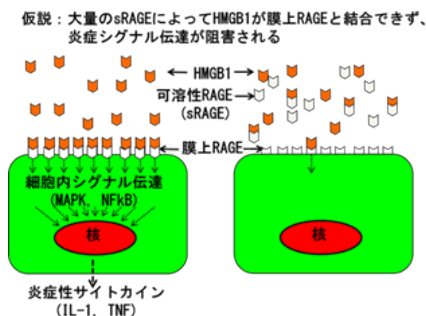 仮説：大量のsRAGEによってHMGB1が膜上RAGEと結合できず、
炎症シグナル伝達が阻害される
HMGB1
可溶性RAGE
(sRAGE)
膜上RAGE
細胞内シグナル伝達
(MAPK, NFkB)
核
核
炎症性サイトカイン
(IL-1, TNF)